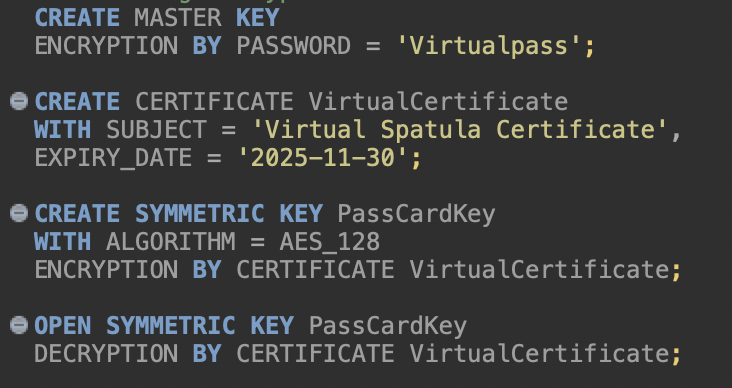 CREATE MASTER KEY
ENCRYPTION BY PASSWORD = 'Virtualpass';
CREATE CERTIFICATE VirtualCertificate
WITH SUBJECT = 'Virtual Spatula Certificate',
EXPIRY_DATE = '2025-11-30';
CREATE SYMMETRIC KEY PassCardKey
WITH ALGORITHM = AES_128
ENCRYPTION BY CERTIFICATE VirtualCertificate;
OPEN SYMMETRIC KEY PassCardKey
DECRYPTION BY CERTIFICATE VirtualCertificate;